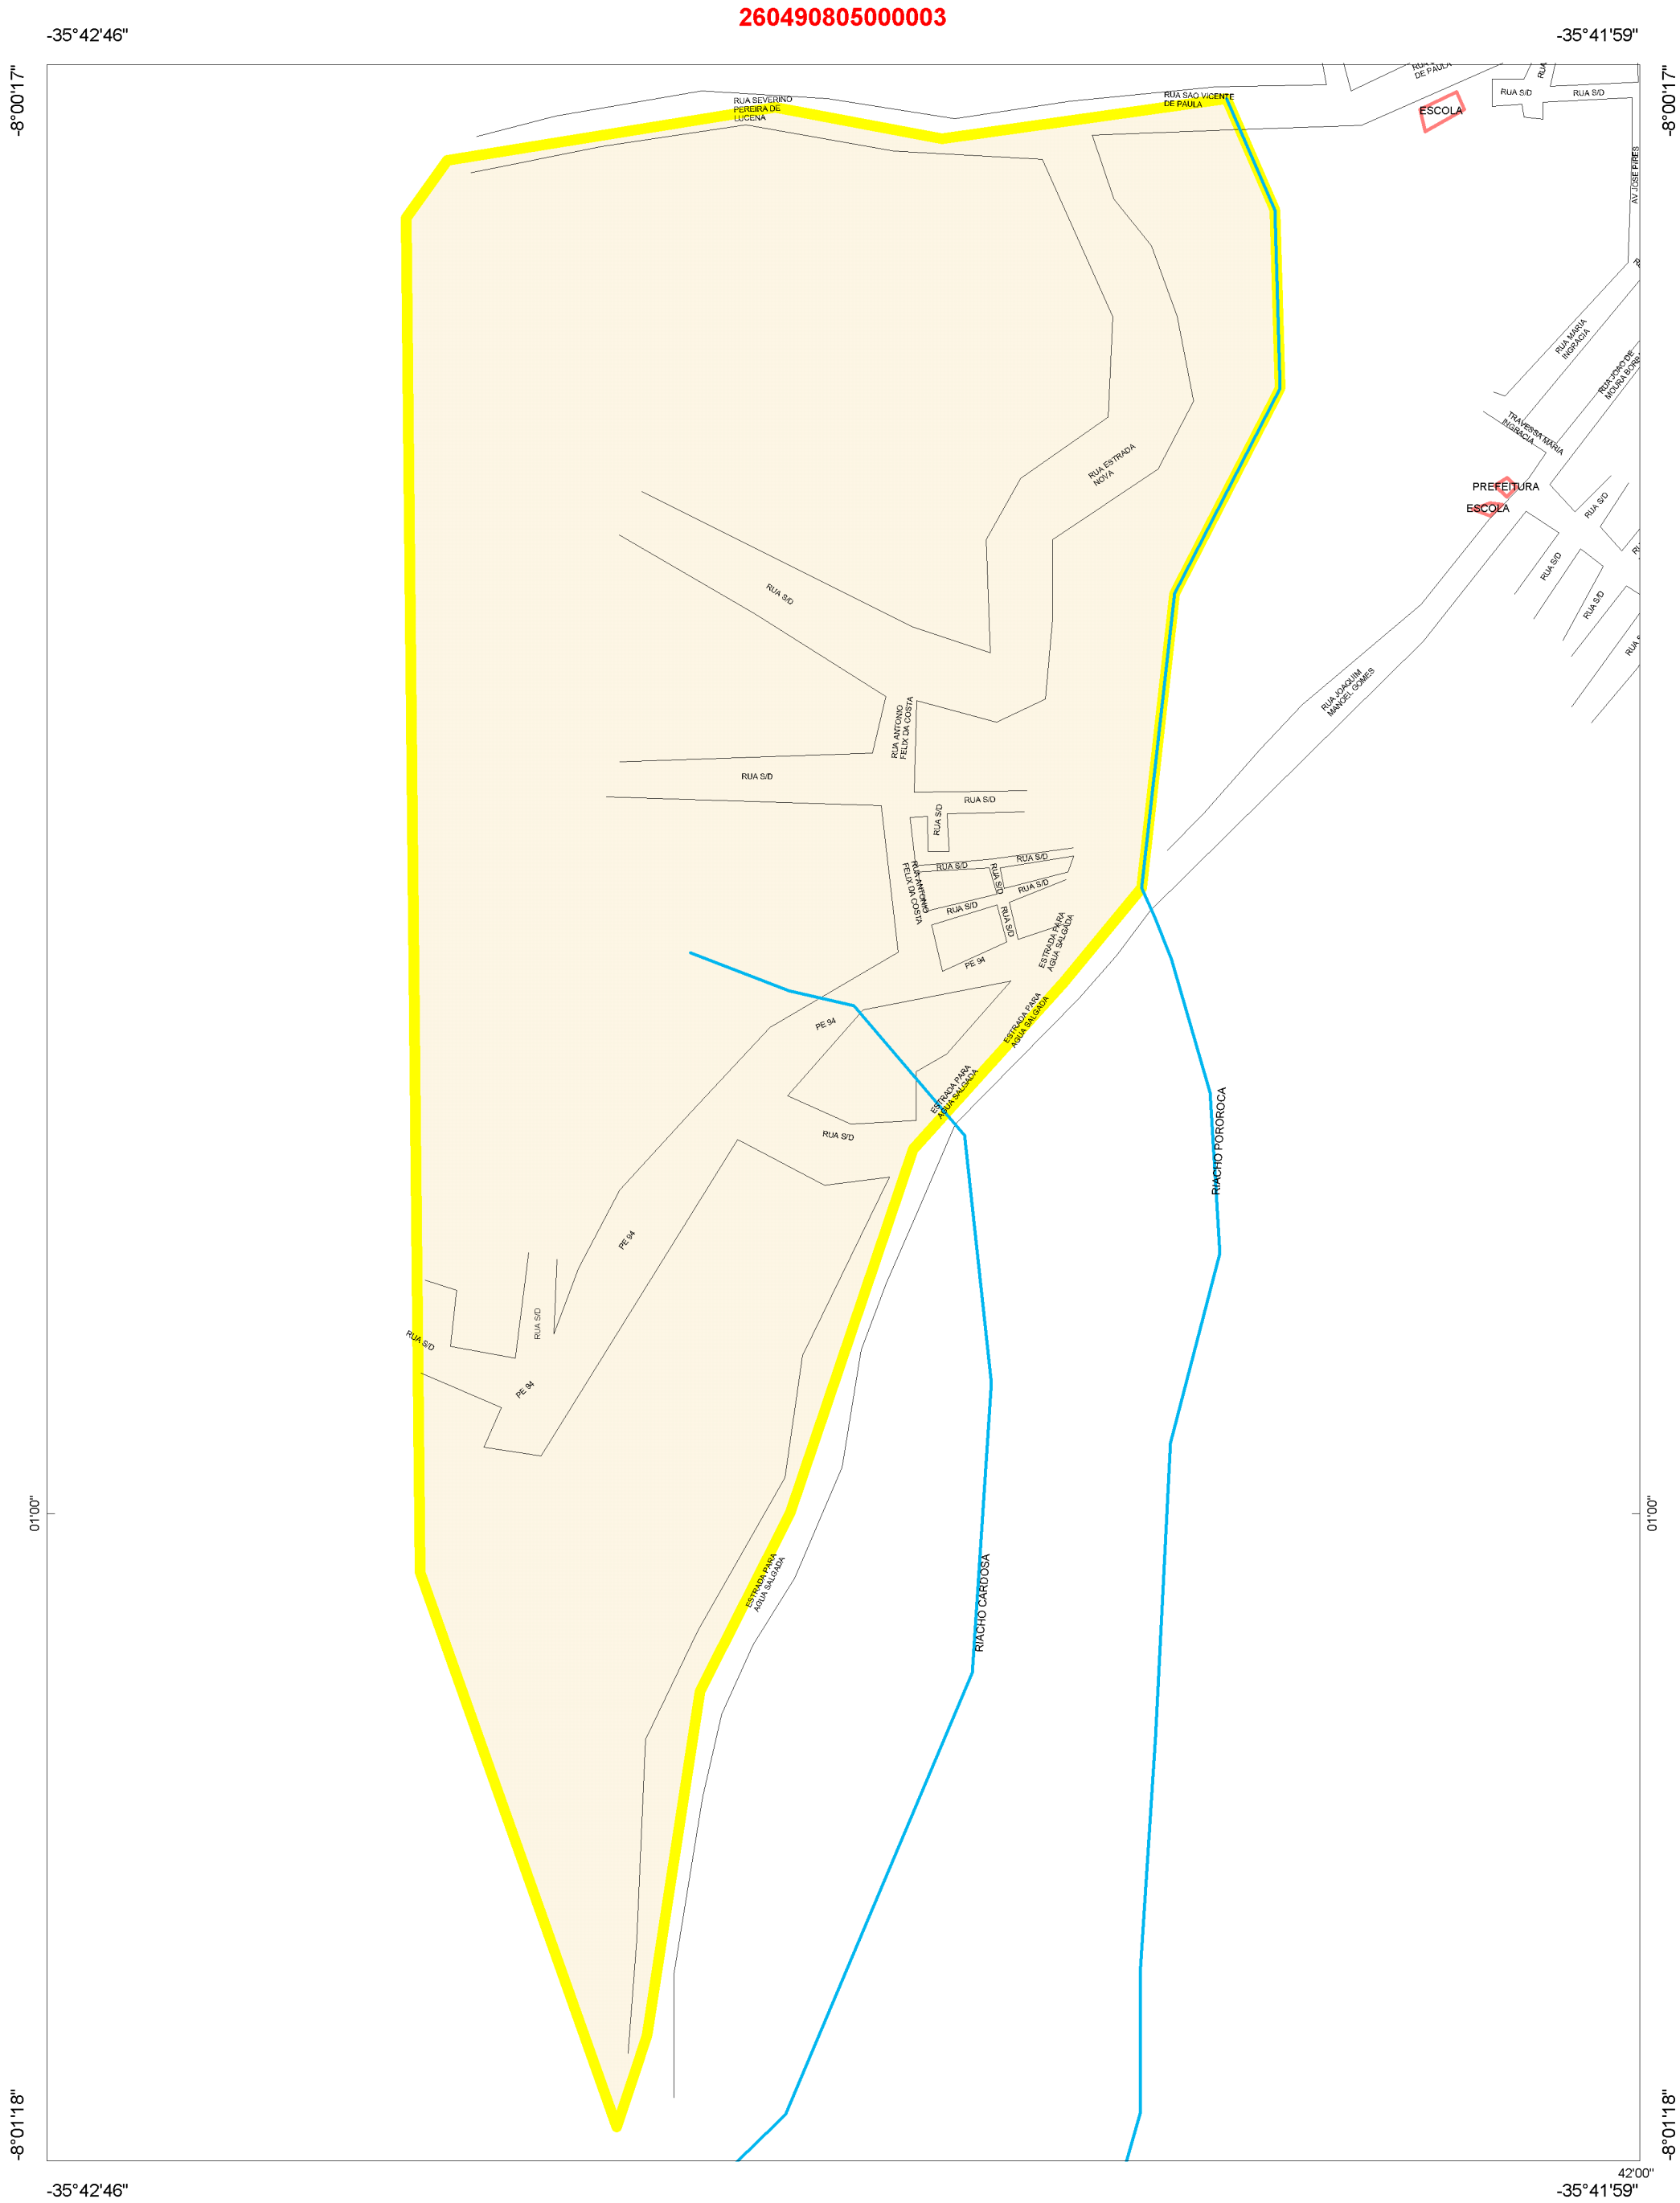 260490805000003
-35°42'46"
-35°41'59"
-8°00'17"
-8°00'17"
RUA SEVERINO
PEREIRA DE
LUCENA
RUA SAO VICENTE
DE PAULA
DE PAULA
ESCOLA
RUA
RUA S/D
RUA S/D
AV JOSE PIRES
RUA MARIA
INGRACIA
RUA JOAO DE
MOURA
TRAVESSA MARIA
INGRACIA
PREFEITURA
ESCOLA
RUA S/D
RUA S/D
RUA S/D
RUA ESTRADA
NOVA
RUA S/D
RUA JOAQUIM
MANOEL GOMES
RUA ANTONIO
FELIX DA COSTA
RUA S/D
RUA S/D
RUA S/D
RUA S/D
RUA S/D
RUA ANTONIO
FELIX DA COSTA
RUA S/D
RUA S/D
RUA S/D
RUA S/D
ESTRADA PARA
AGUA SALGADA
PE 94
ESTRADA PARA
AGUA SALGADA
PE 94
ESTRADA PARA
AGUA SALGADA
RUA S/D
RIACHO POROROCA
PE 94
RUA S/D
RUA S/D
PE 94
01'00"
01'00"
ESTRADA PARA
AGUA SALGADA
RIACHO CARDOSA
-8°01'18"
-8°01'18"
42'00"
-35°42'46"
-35°41'59"